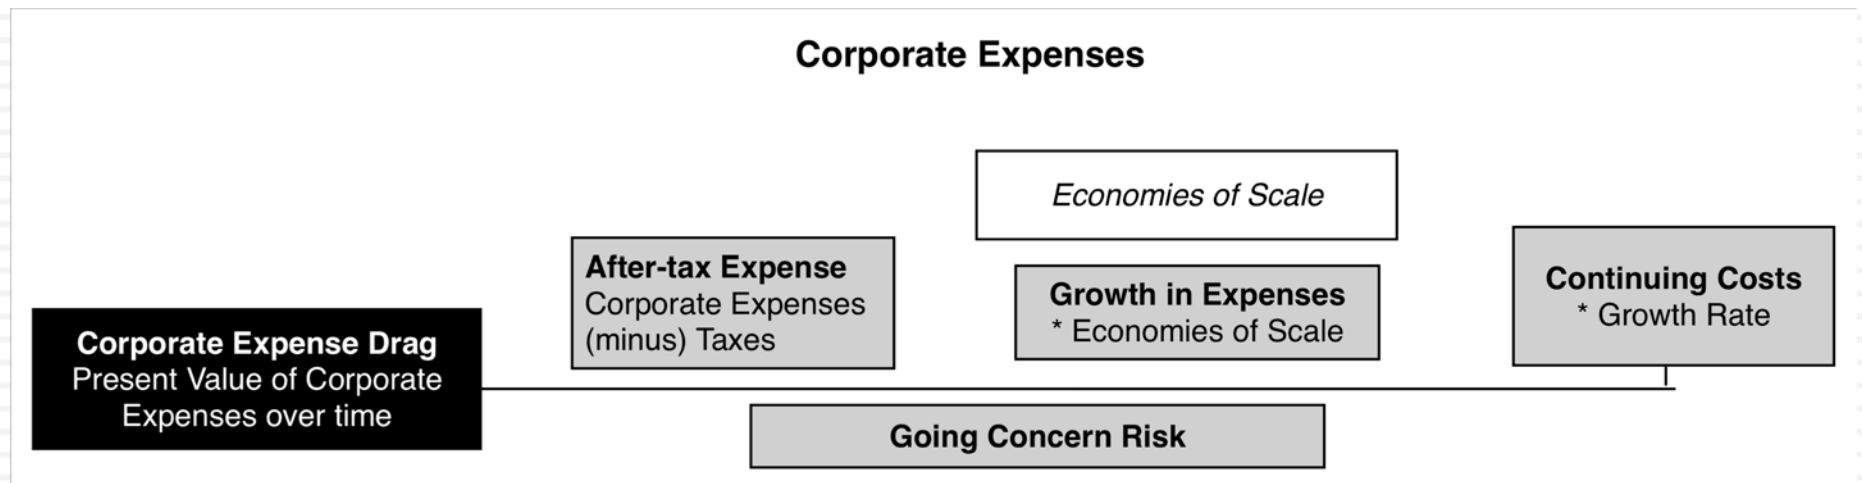 Corporate Expenses
Economies of Scale
After-tax Expense
Corporate Expenses
(minus) Taxes
Growth in Expenses
* Economies of Scale
Continuing Costs
* Growth Rate
Corporate Expense Drag
Present Value of Corporate
Expenses over time
Going Concern Risk